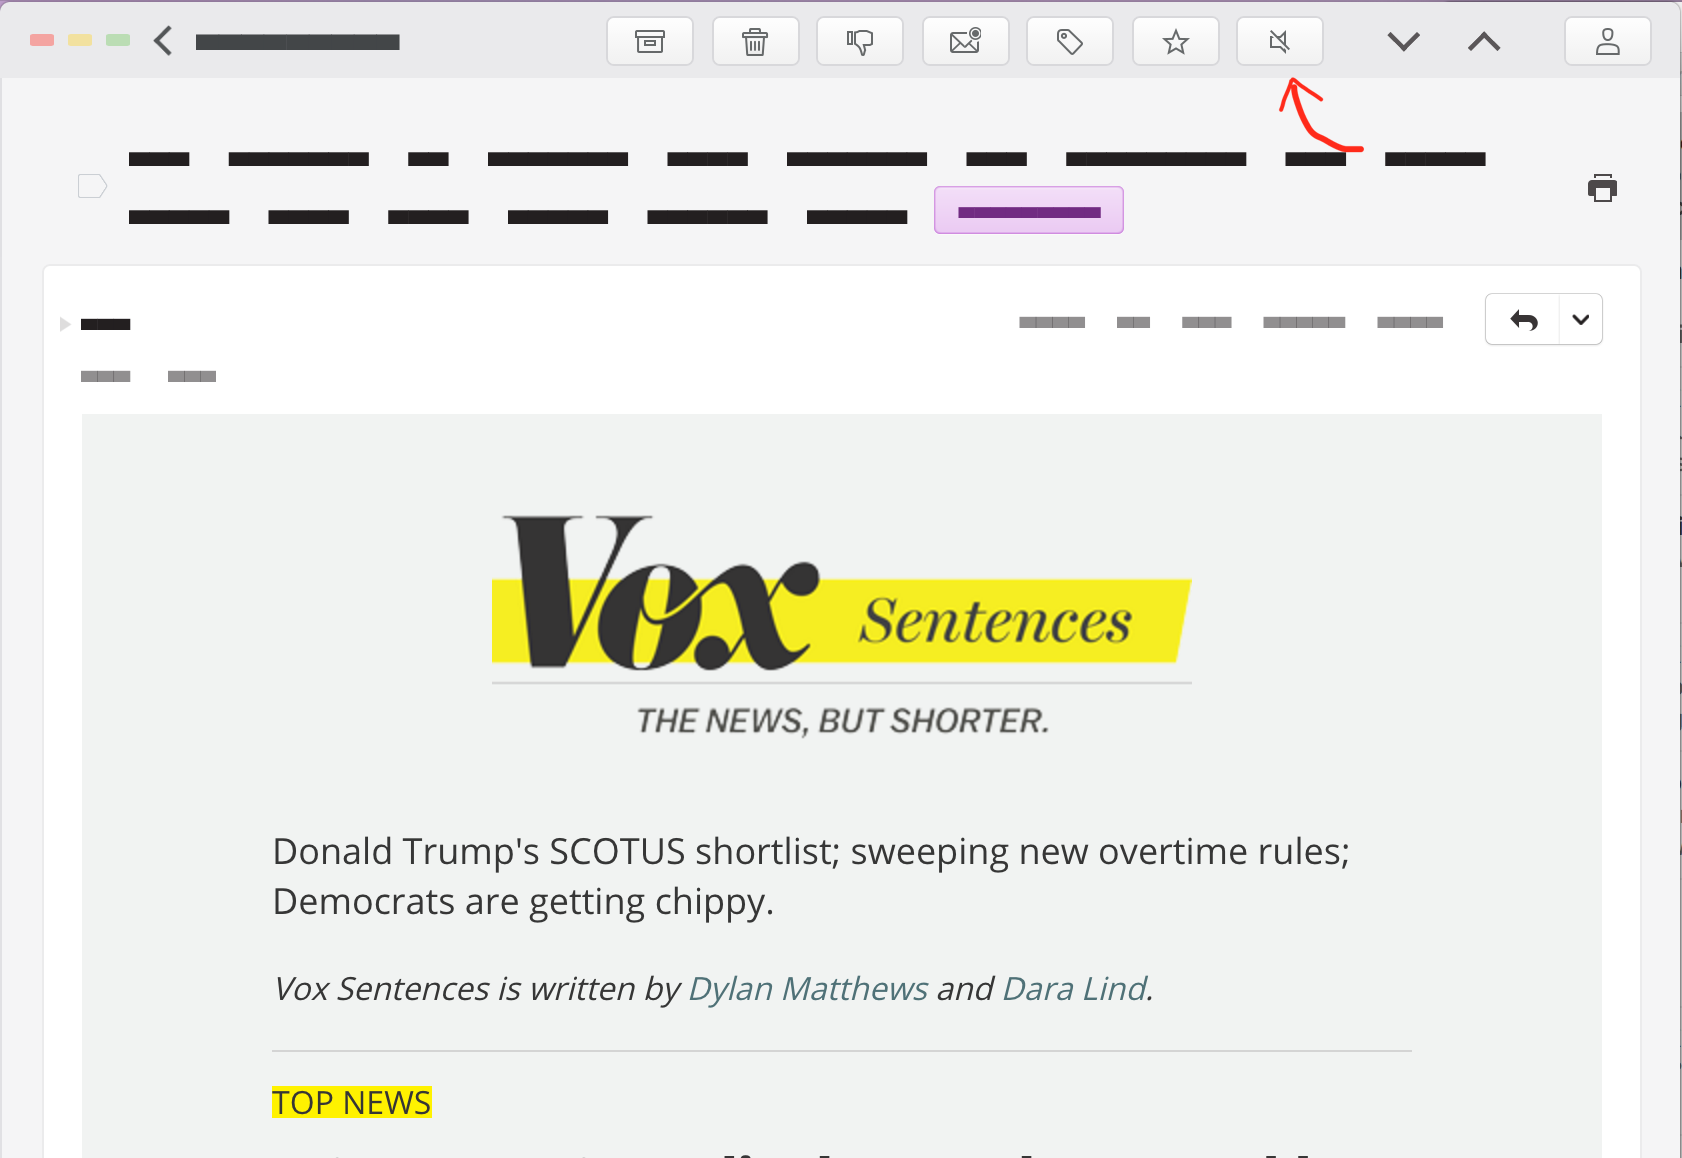 Vox Sentences
THE NEWS, BUT SHORTER.
Donald Trump's SCOTUS shortlist; sweeping new overtime rules;
Democrats are getting chippy.
Vox Sentences is written by Dylan Matthews and Dara Lind.
TOP NEWS